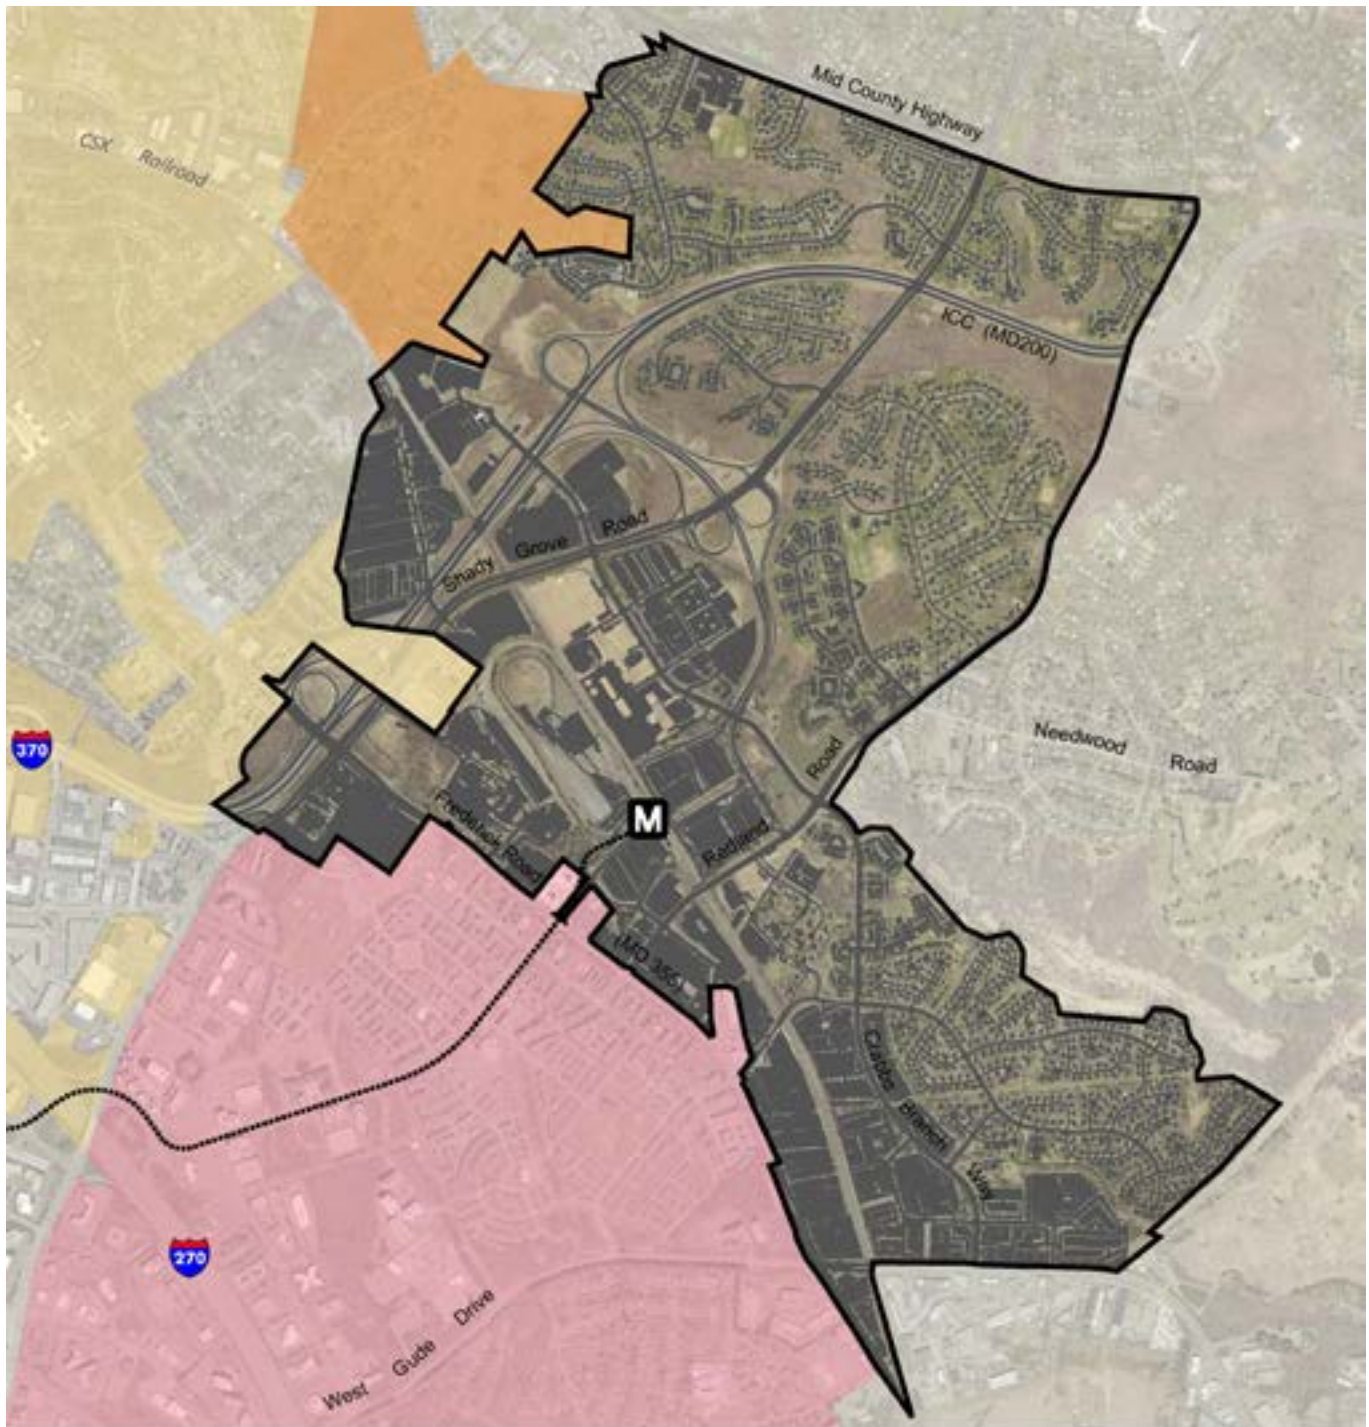 Mid County Highway
CSX Railroad
ICC (MD200)
Shady Grove Road
370
Needwood Road
M
Redland Road
Frederick Road
(MD 355)
Crabbs Branch Way
270
West Gude Drive